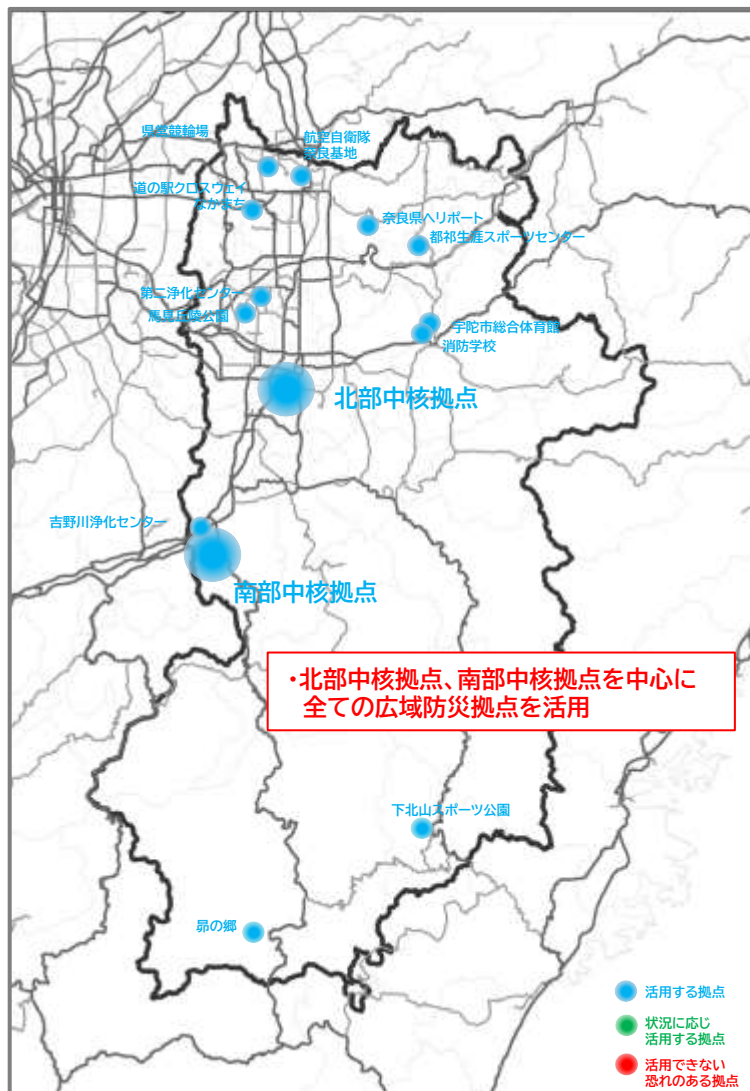 県営競輪場
航空自衛隊
奈良基地
道の駅クロスウェイ
なかまち
奈良県ヘリポート
都祁生涯スポーツセンター
第二浄化センター
馬見丘陵公園
宇陀市総合体育館
消防学校
北部中核拠点
吉野川浄化センター
南部中核拠点
・北部中核拠点、南部中核拠点を中心に
全ての広域防災拠点を活用
下北山スポーツ公園
昴の郷
活用する拠点
状況に応じ
活用する拠点
活用できない
恐れのある拠点